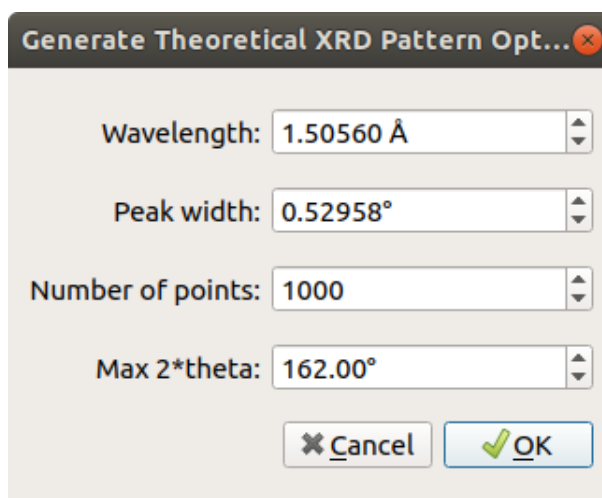 Generate Theoretical XRD Pattern Opt...
Wavelength: 1.50560 Å
Peak width: 0.52958°
Number of points: 1000
Max 2*theta: 162.00°
Cancel OK